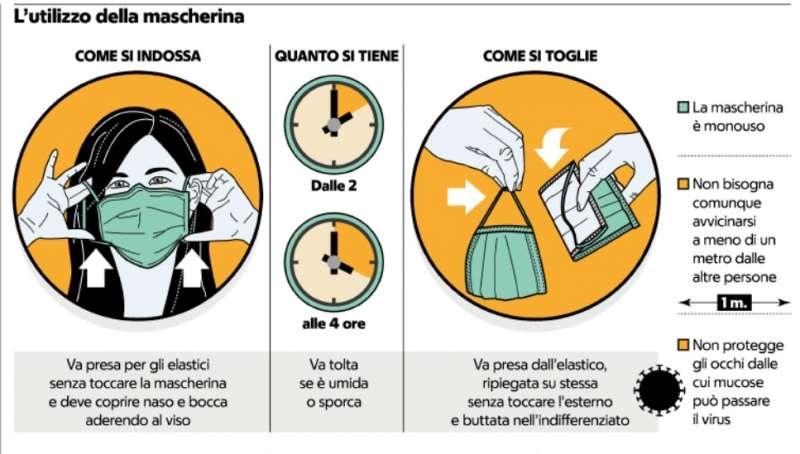 L'utilizzo della mascherina
COME SI INDOSSA
Va presa per gli elastici
senza toccare la mascherina
e deve coprire naso e bocca
aderendo al viso
QUANTO SI TIENE
Dalle 2
alle 4 ore
Va tolta
se è umida
o sporca
COME SI TOGLIE
Va presa dall'elastico,
ripiegata su stessa
senza toccare l'esterno
e buttata nell'indifferenziato
La mascherina
è monouso
Non bisogna
comunque
avvicinarsi
a meno di un
metro dalle
altre persone
1 m.
Non protegge
gli occhi dalle
cui mucose
può passare
il virus